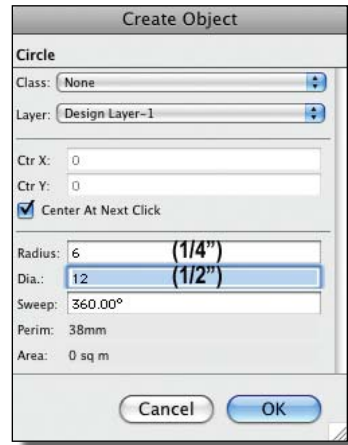 Create Object
Circle
Class: None
Layer: Design Layer-1
Ctr X: 0
Ctr Y: 0
Center At Next Click
Radius: 6 (1/4")
Dia.: 12 (1/2")
Sweep: 360.00°
Perim: 38mm
Area: 0 sq m
Cancel OK